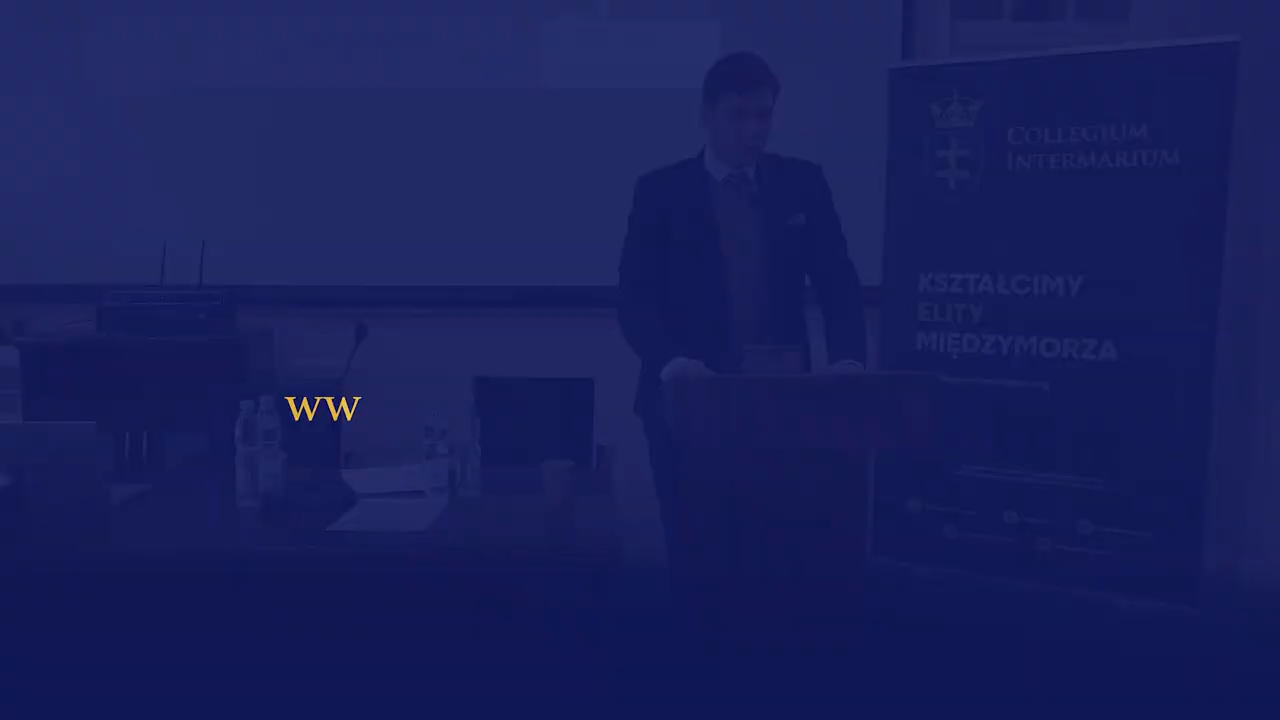 COLLEGIUM
INTERMARIUM
KSZTAŁCIMY
ELITY
MIĘDZYMORZA
ww